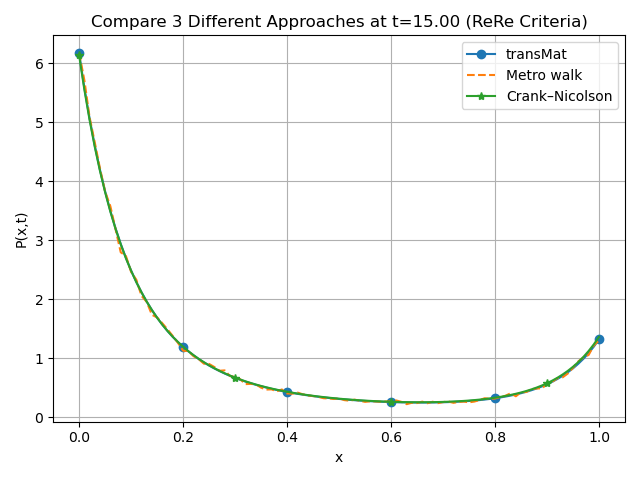 Compare 3 Different Approaches at t=15.00 (ReRe Criteria)
transMat
Metro walk
Crank–Nicolson
P(x,t)
6
5
4
3
2
1
0
0.0 0.2 0.4 0.6 0.8 1.0
x